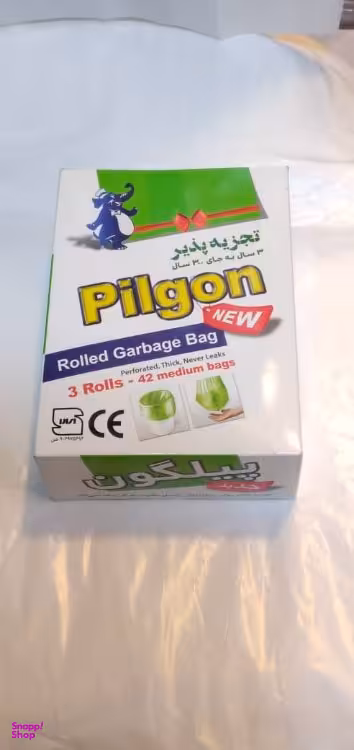 تجزیه پذیر
۳ سال به جای ۳۰۰ سال
Pilgon
NEW
Rolled Garbage Bag
Perforated, Thick, Never Leaks
3 Rolls - 42 medium bags
CE
پیلگون
جدید
Snapp!
Shop